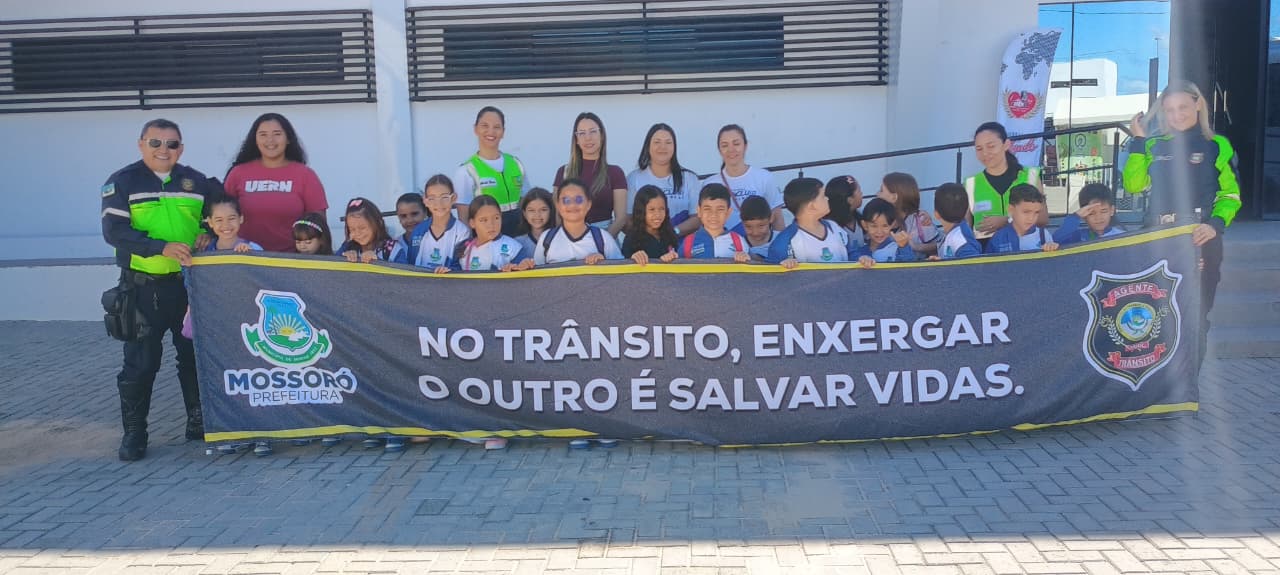 UERN
NO TRÂNSITO, ENXERGAR
O OUTRO É SALVAR VIDAS.
MOSSORÓ
PREFEITURA
AGENTE
TRÂNSITO